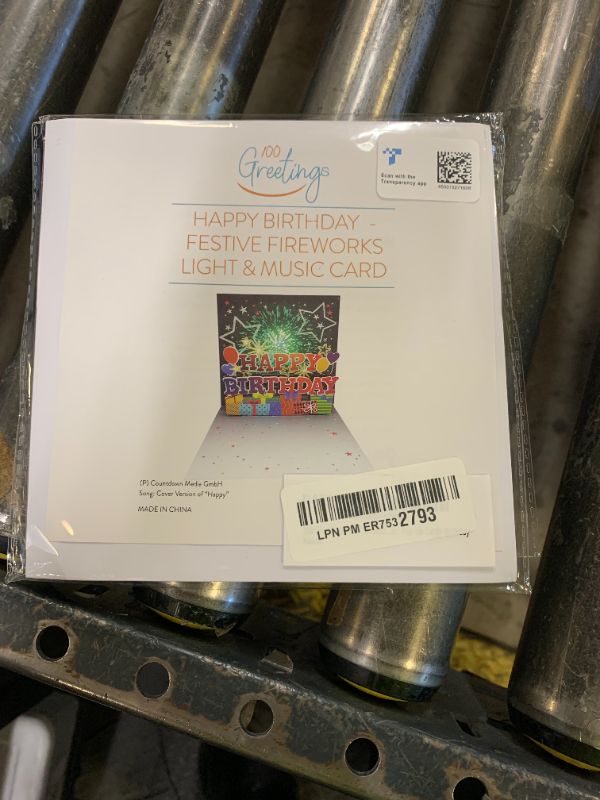 100
Greetings
Scan with the
Transparency app
HAPPY BIRTHDAY -
FESTIVE FIREWORKS
LIGHT & MUSIC CARD
HAPPY
BIRTHDAY
(P) Countdown Media GmbH
Song: Cover Version of "Happy"
MADE IN CHINA
LPN PM ER7532793